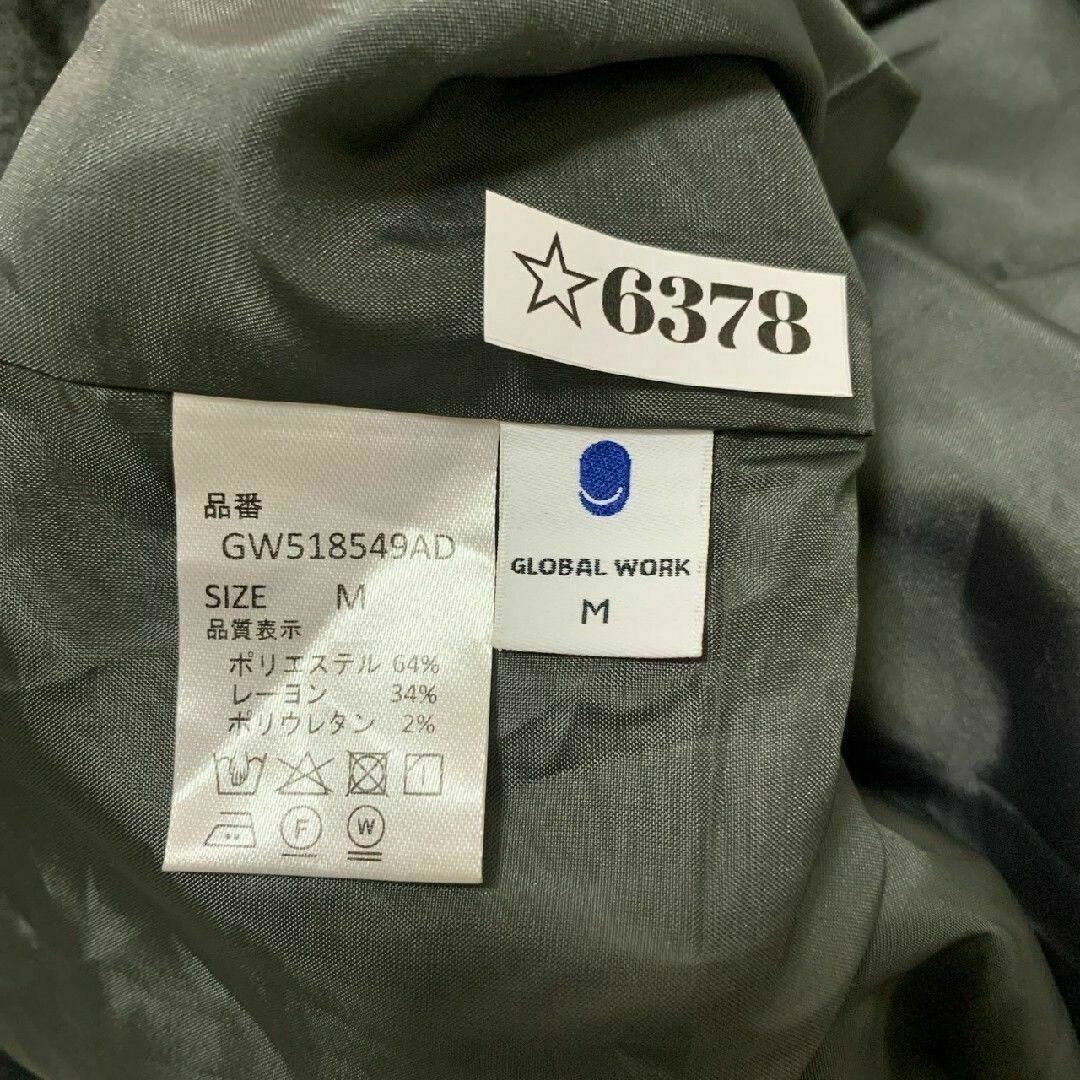 ☆6378
品番
GW518549AD
SIZE M
品質表示
ポリエステル 64%
レーヨン 34%
ポリウレタン 2%
F W
GLOBAL WORK
M